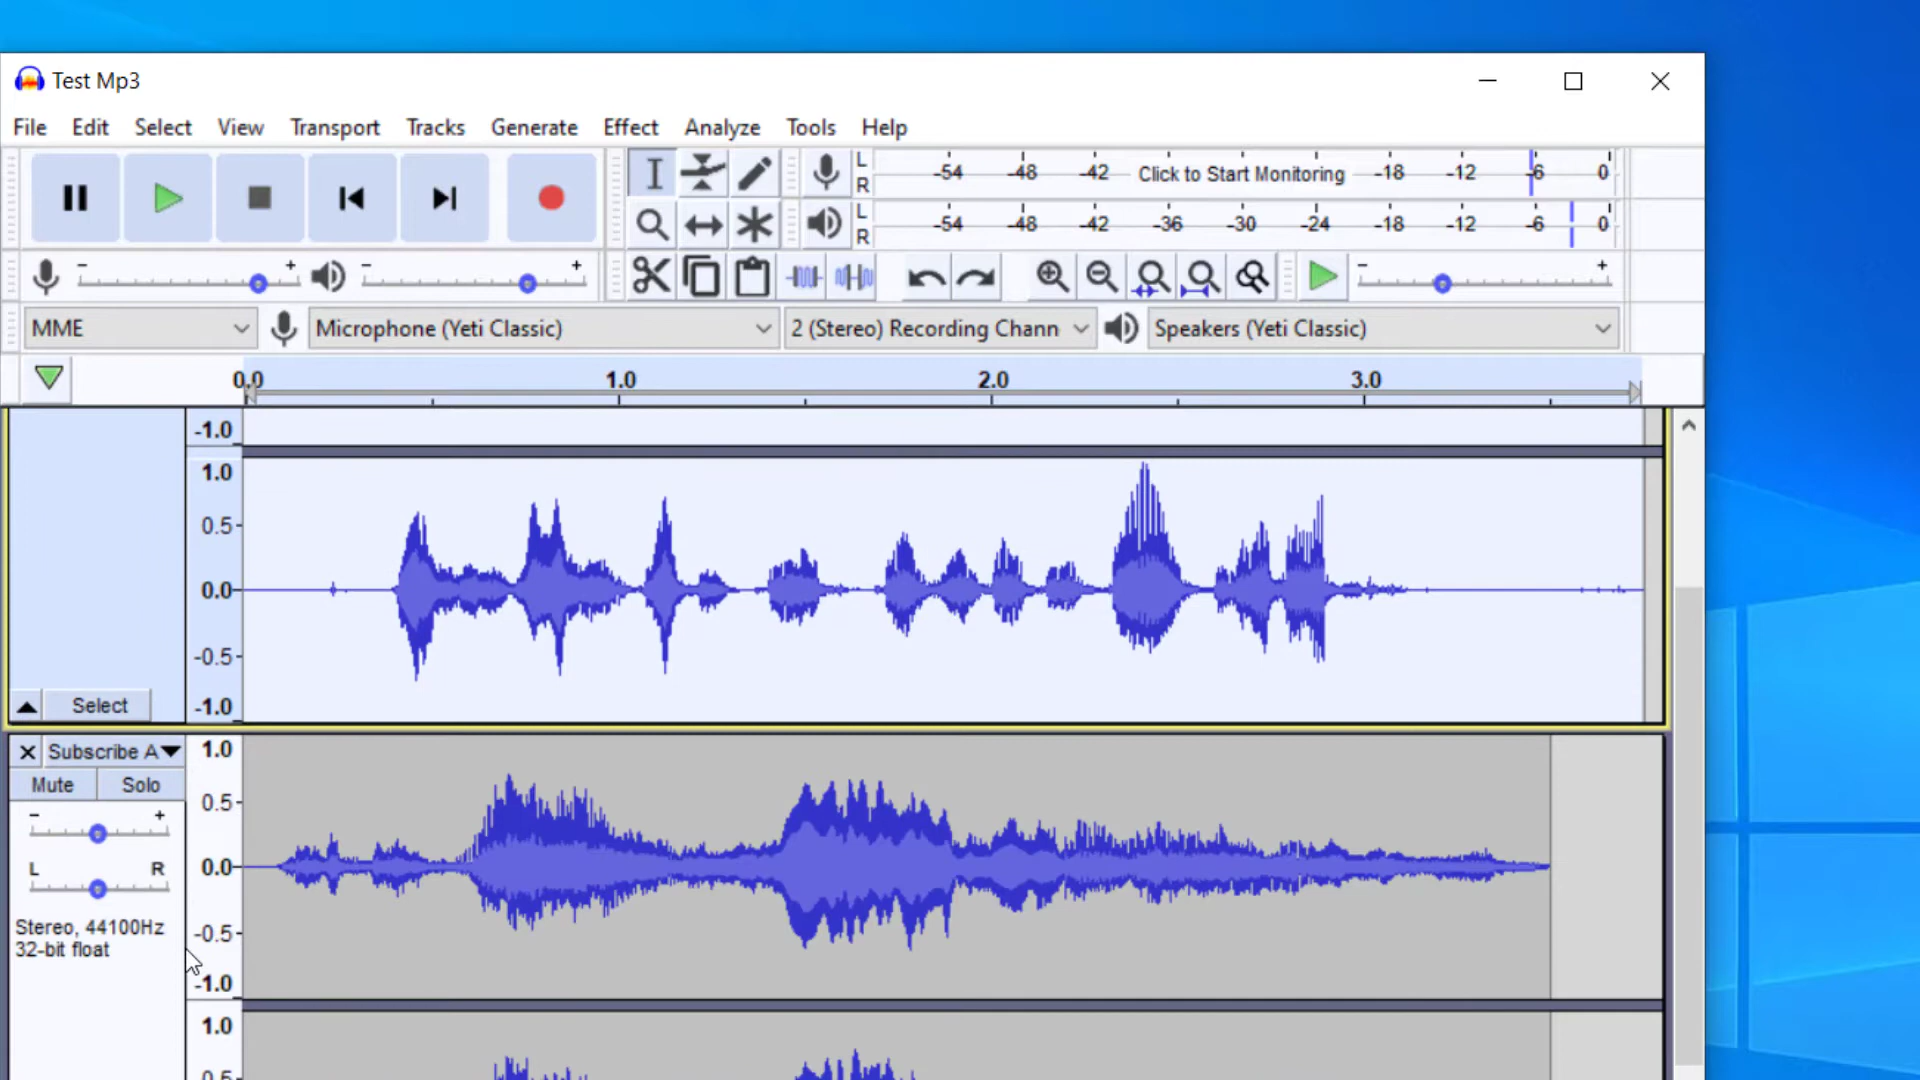 Test Mp3
File Edit Select View Transport Tracks Generate Effect Analyze Tools Help
L R -54 -48 -42 Click to Start Monitoring -18 -12 -6 0
L R -54 -48 -42 -36 -30 -24 -18 -12 -6 0
- + - + - +
MME Microphone (Yeti Classic) 2 (Stereo) Recording Chann Speakers (Yeti Classic)
0.0 1.0 2.0 3.0
-1.0
1.0
0.5
0.0
-0.5
Select -1.0
Subscribe A 1.0
Mute Solo
- + 0.5
L R 0.0
Stereo, 44100Hz -0.5
32-bit float
-1.0
1.0
0.5